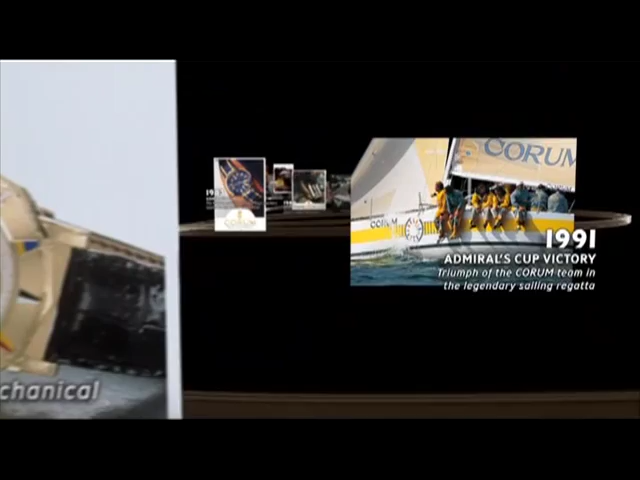 CORUM
CORUM
CORUM
1991
ADMIRAL'S CUP VICTORY
Triumph of the CORUM team in
the legendary sailing regatta
chanical